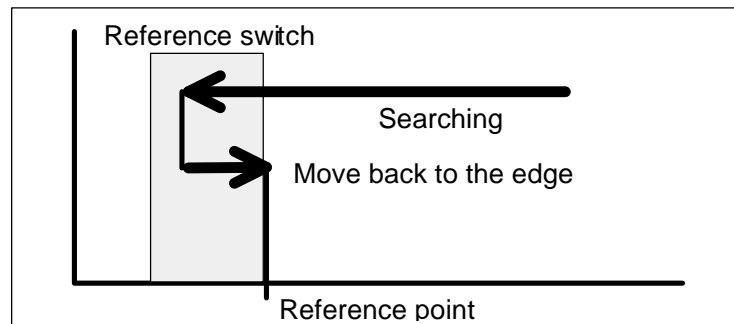 Reference switch
Searching
Move back to the edge
Reference point